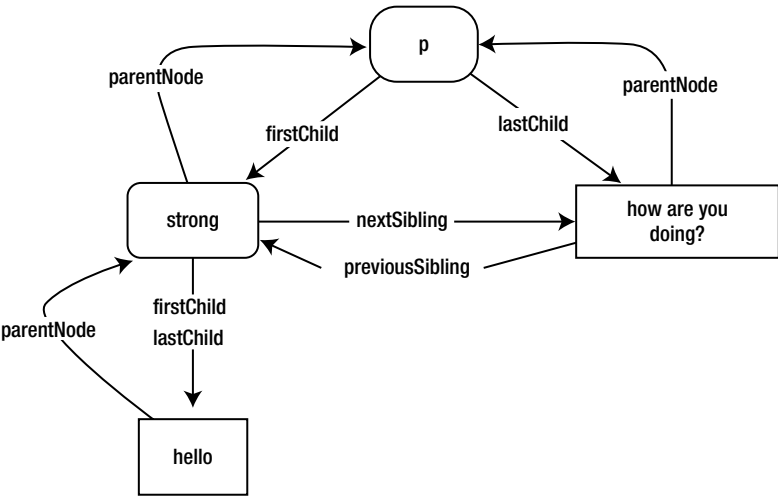 p
parentNode
parentNode
firstChild
lastChild
strong
nextSibling
how are you
doing?
previousSibling
firstChild
parentNode
lastChild
hello